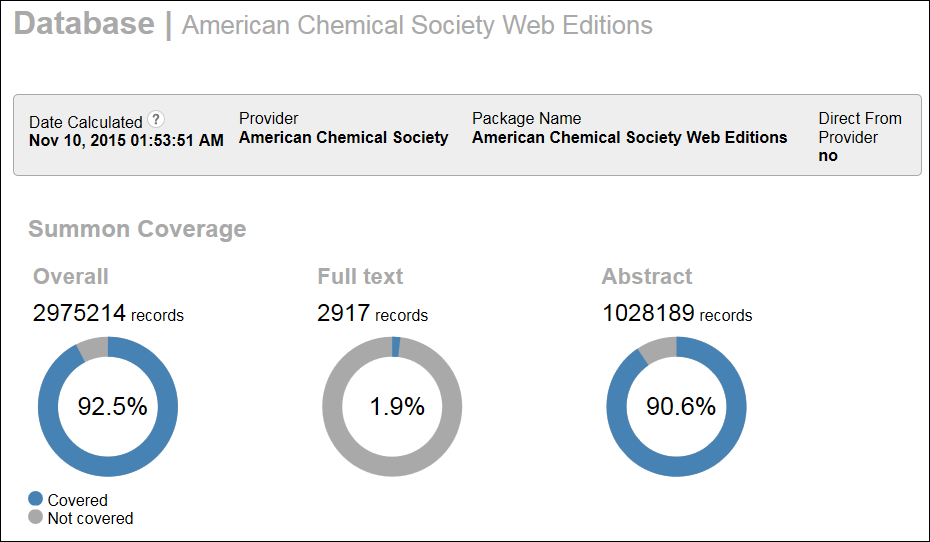 Database | American Chemical Society Web Editions
Date Calculated ?
Nov 10, 2015 01:53:51 AM
Provider
American Chemical Society
Package Name
American Chemical Society Web Editions
Direct From
Provider
no
Summon Coverage
Overall
2975214 records
92.5%
Full text
2917 records
1.9%
Abstract
1028189 records
90.6%
Covered
Not covered